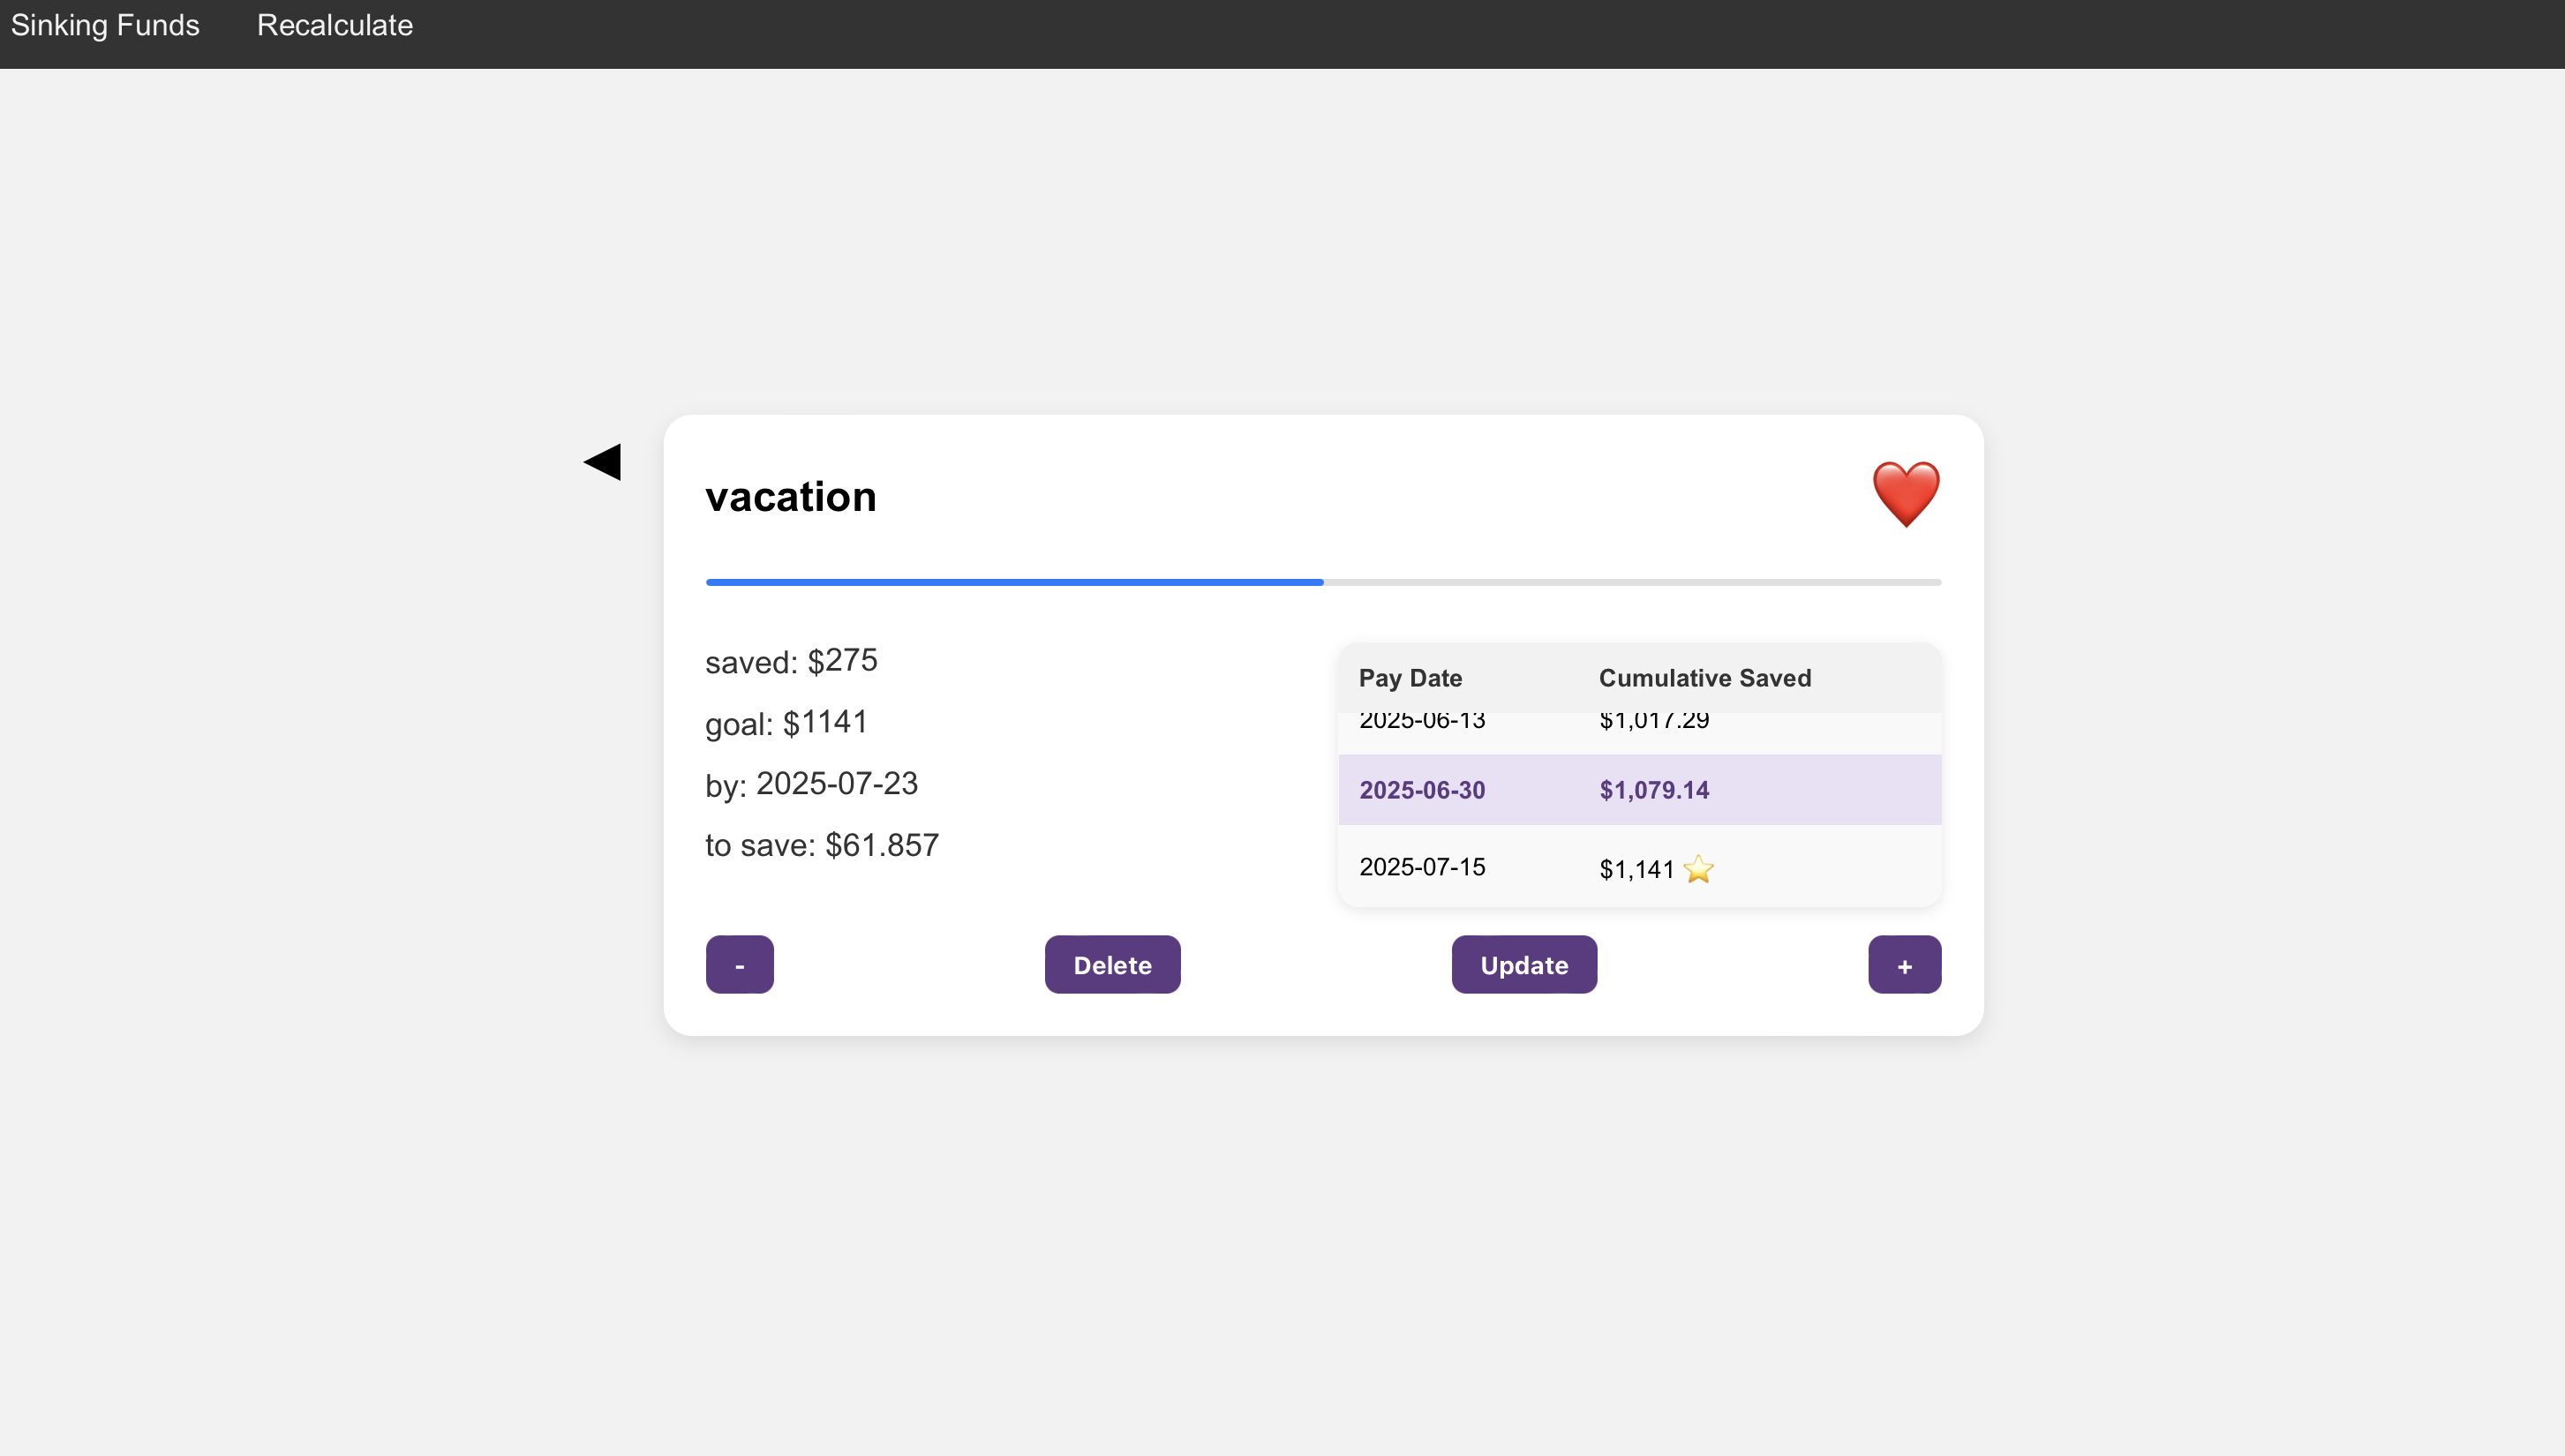 Sinking Funds Recalculate
vacation
saved: $275
goal: $1141
by: 2025-07-23
to save: $61.857
Pay Date Cumulative Saved
2025-06-13 $1,017.29
2025-06-30 $1,079.14
2025-07-15 $1,141
- Delete Update +